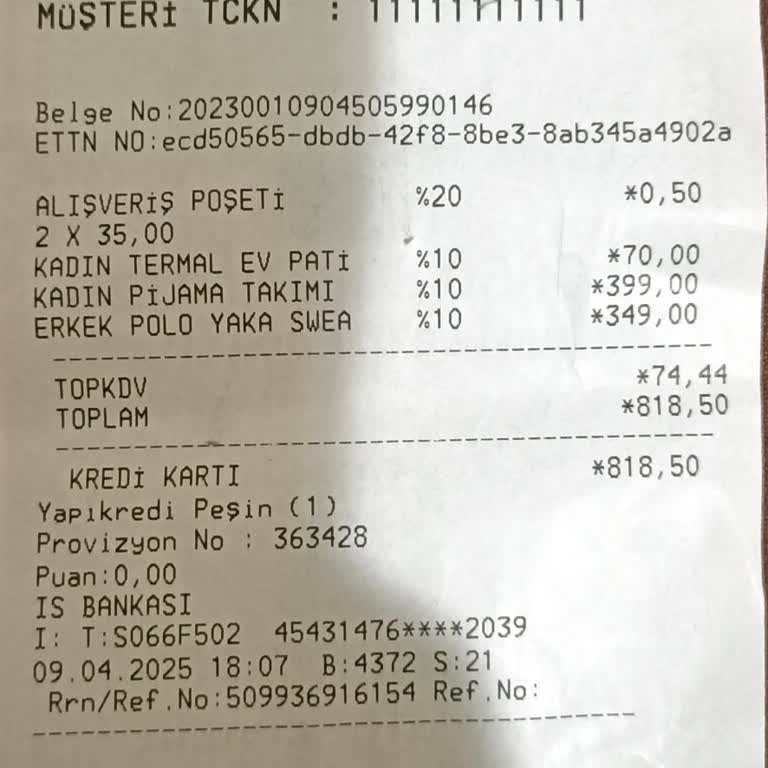 MÜŞTERİ TCKN : 11111111111
Belge No:20230010904505990146
ETTN NO:ecd50565-dbdb-42f8-8be3-8ab345a4902a
ALIŞVERİŞ POŞETİ %20 *0,50
2 X 35,00
KADIN TERMAL EV PATİ %10 *70,00
KADIN PİJAMA TAKIMI %10 *399,00
ERKEK POLO YAKA SWEA %10 *349,00
TOPKDV *74,44
TOPLAM *818,50
KREDİ KARTI *818,50
Yapıkredi Peşin (1)
Provizyon No : 363428
Puan:0,00
IS BANKASI
I: T:S066F502 45431476****2039
09.04.2025 18:07 B:4372 S:21
Rrn/Ref.No:509936916154 Ref.No: